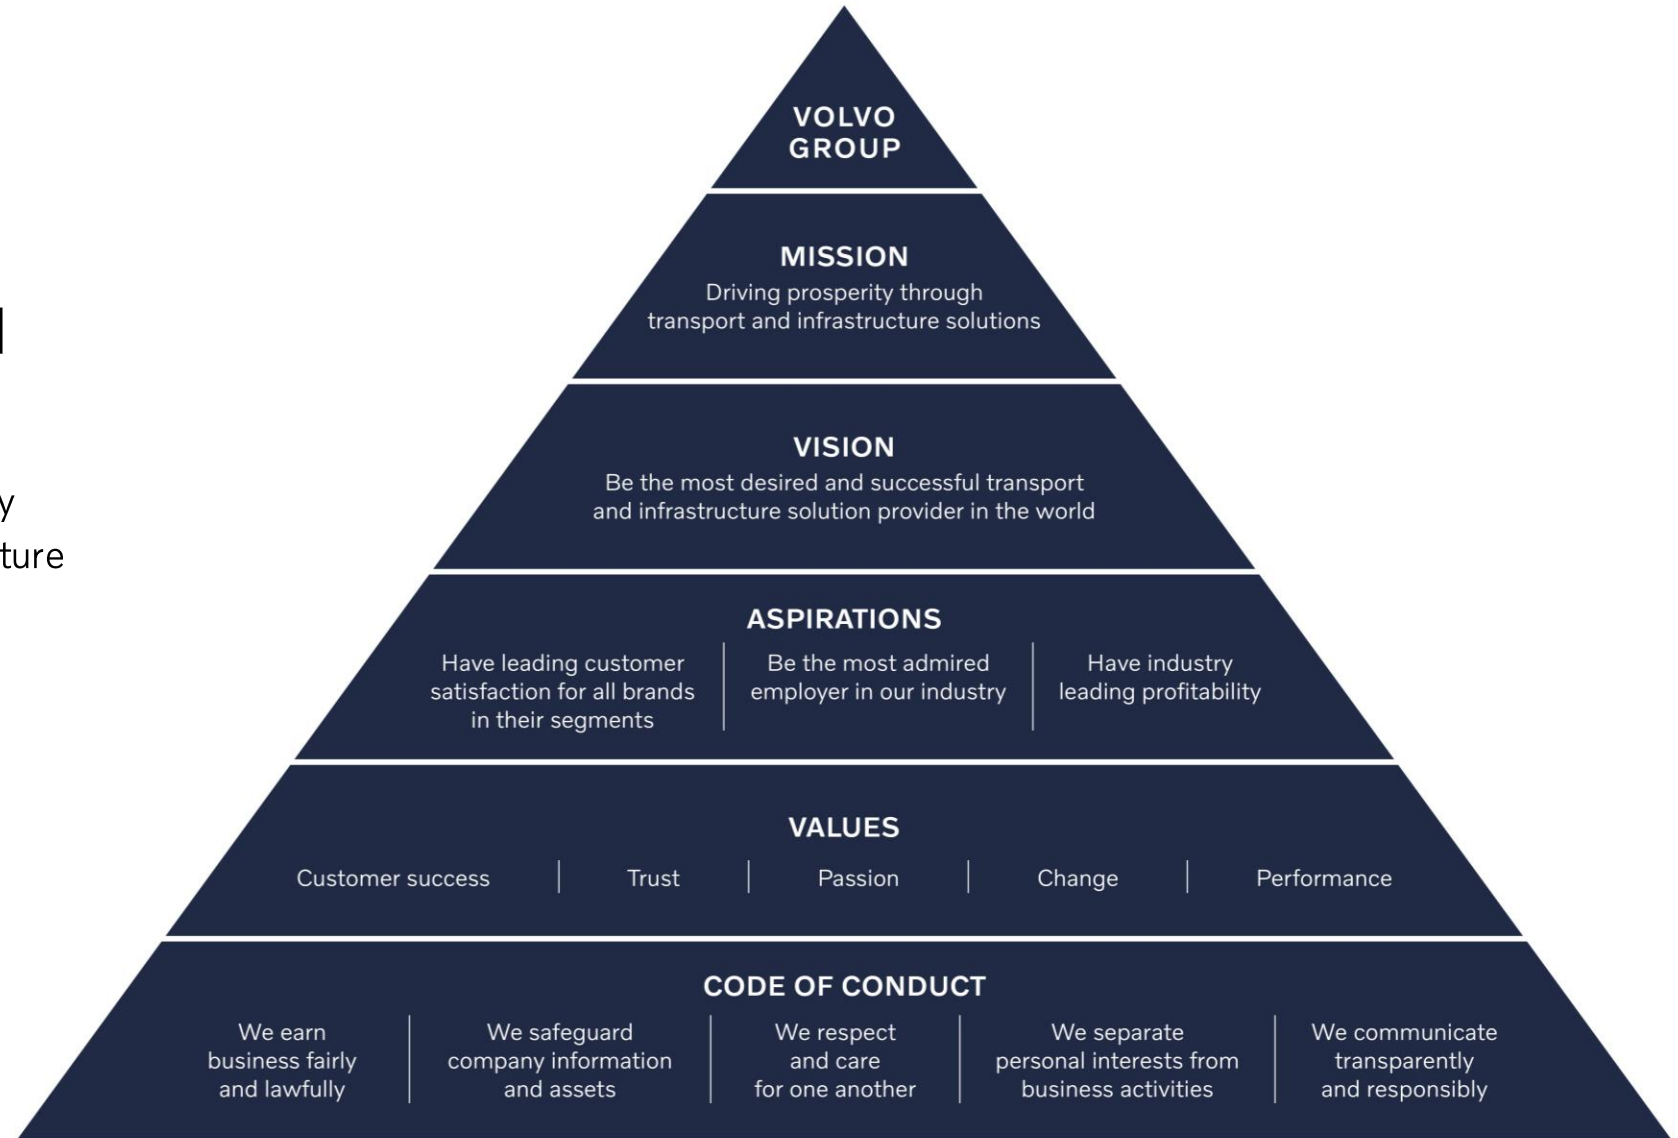 VOLVO
GROUP
MISSION
Driving prosperity through
transport and infrastructure solutions
VISION
Be the most desired and successful transport
and infrastructure solution provider in the world
ASPIRATIONS
Have leading customer
satisfaction for all brands
in their segments
Be the most admired
employer in our industry
Have industry
leading profitability
VALUES
Customer success | Trust | Passion | Change | Performance
CODE OF CONDUCT
We earn
business fairly
and lawfully
We safeguard
company information
and assets
We respect
and care
for one another
We separate
personal interests from
business activities
We communicate
transparently
and responsibly
y
ture